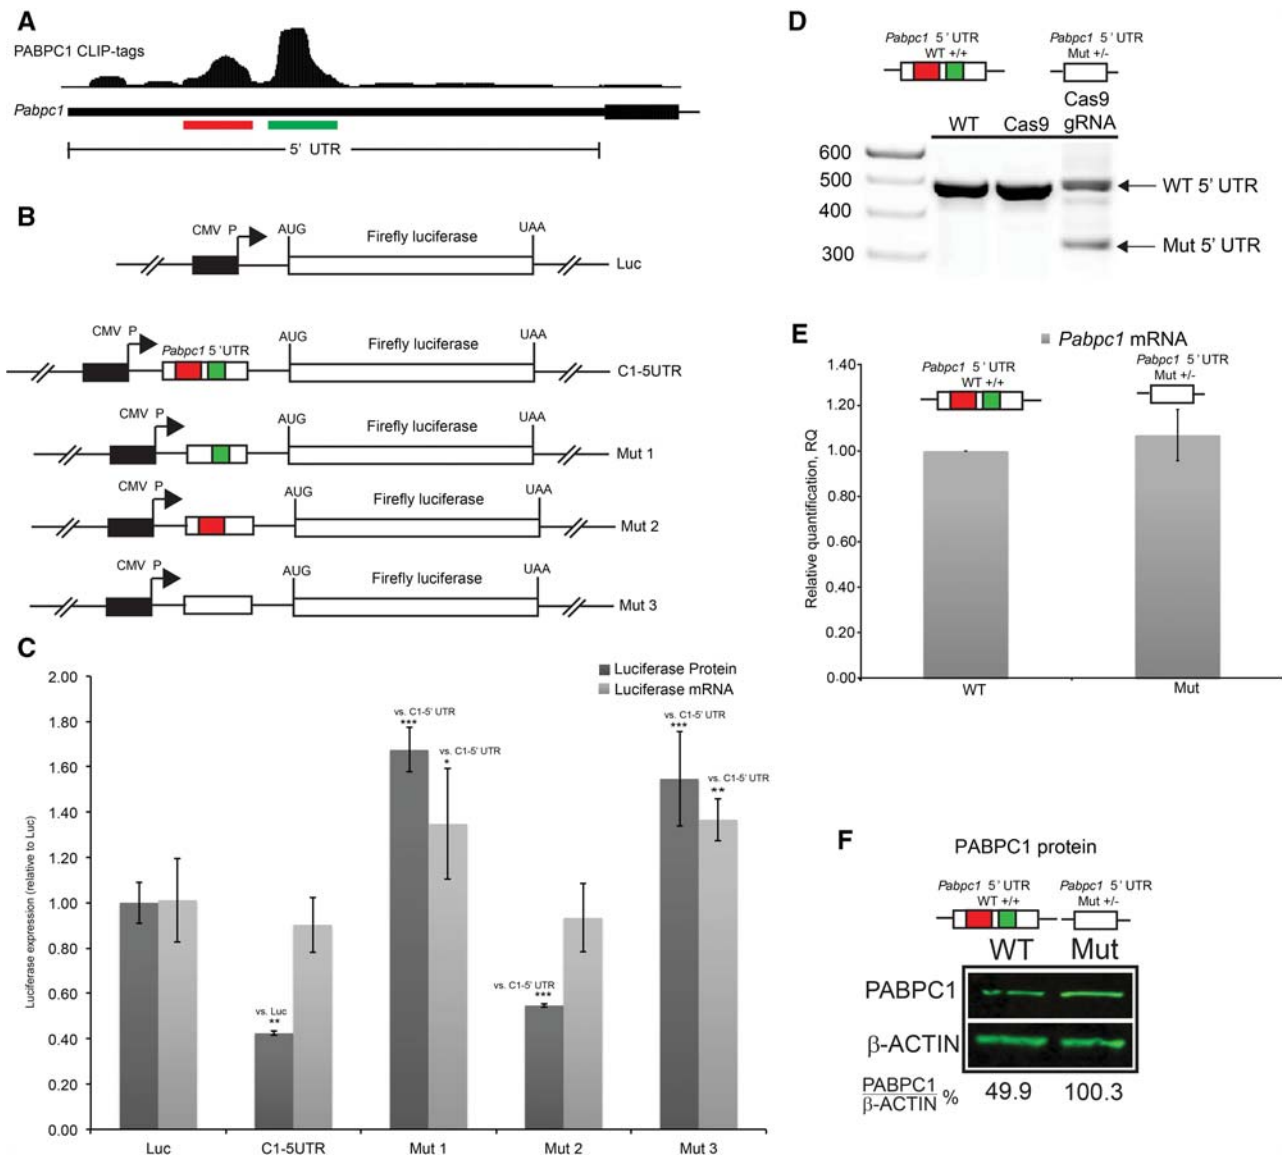 A
PABPC1 CLIP-tags
Pabpc1
5' UTR
B
CMV P
AUG
Firefly luciferase
UAA
Luc
CMV P
Pabpc1 5'UTR
AUG
Firefly luciferase
UAA
C1-5UTR
CMV P
AUG
Firefly luciferase
UAA
Mut 1
CMV P
AUG
Firefly luciferase
UAA
Mut 2
CMV P
AUG
Firefly luciferase
UAA
Mut 3
C
Luciferase Protein
Luciferase mRNA
Luciferase expression (relative to Luc)
2.00
1.80
1.60
1.40
1.20
1.00
0.80
0.60
0.40
0.20
0.00
vs. Luc
**
vs. C1-5' UTR
***
vs. C1-5' UTR
*
vs. C1-5' UTR
***
vs. C1-5' UTR
***
vs. C1-5' UTR
**
Luc
C1-5UTR
Mut 1
Mut 2
Mut 3
D
Pabpc1 5' UTR
WT +/+
Pabpc1 5' UTR
Mut +/-
WT
Cas9
Cas9
gRNA
600
500
400
300
WT 5' UTR
Mut 5' UTR
E
Pabpc1 mRNA
Pabpc1 5' UTR
WT +/+
Pabpc1 5' UTR
Mut +/-
Relative quantification, RQ
1.40
1.20
1.00
0.80
0.60
0.40
0.20
0.00
WT
Mut
F
PABPC1 protein
Pabpc1 5' UTR
WT +/+
Pabpc1 5' UTR
Mut +/-
WT
Mut
PABPC1
β-ACTIN
PABPC1
β-ACTIN %
49.9
100.3